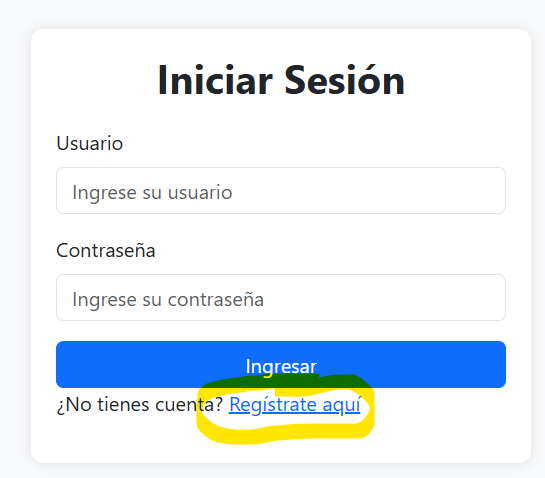 Iniciar Sesión
Usuario
Ingrese su usuario
Contraseña
Ingrese su contraseña
Ingresar
¿No tienes cuenta? Regístrate aquí